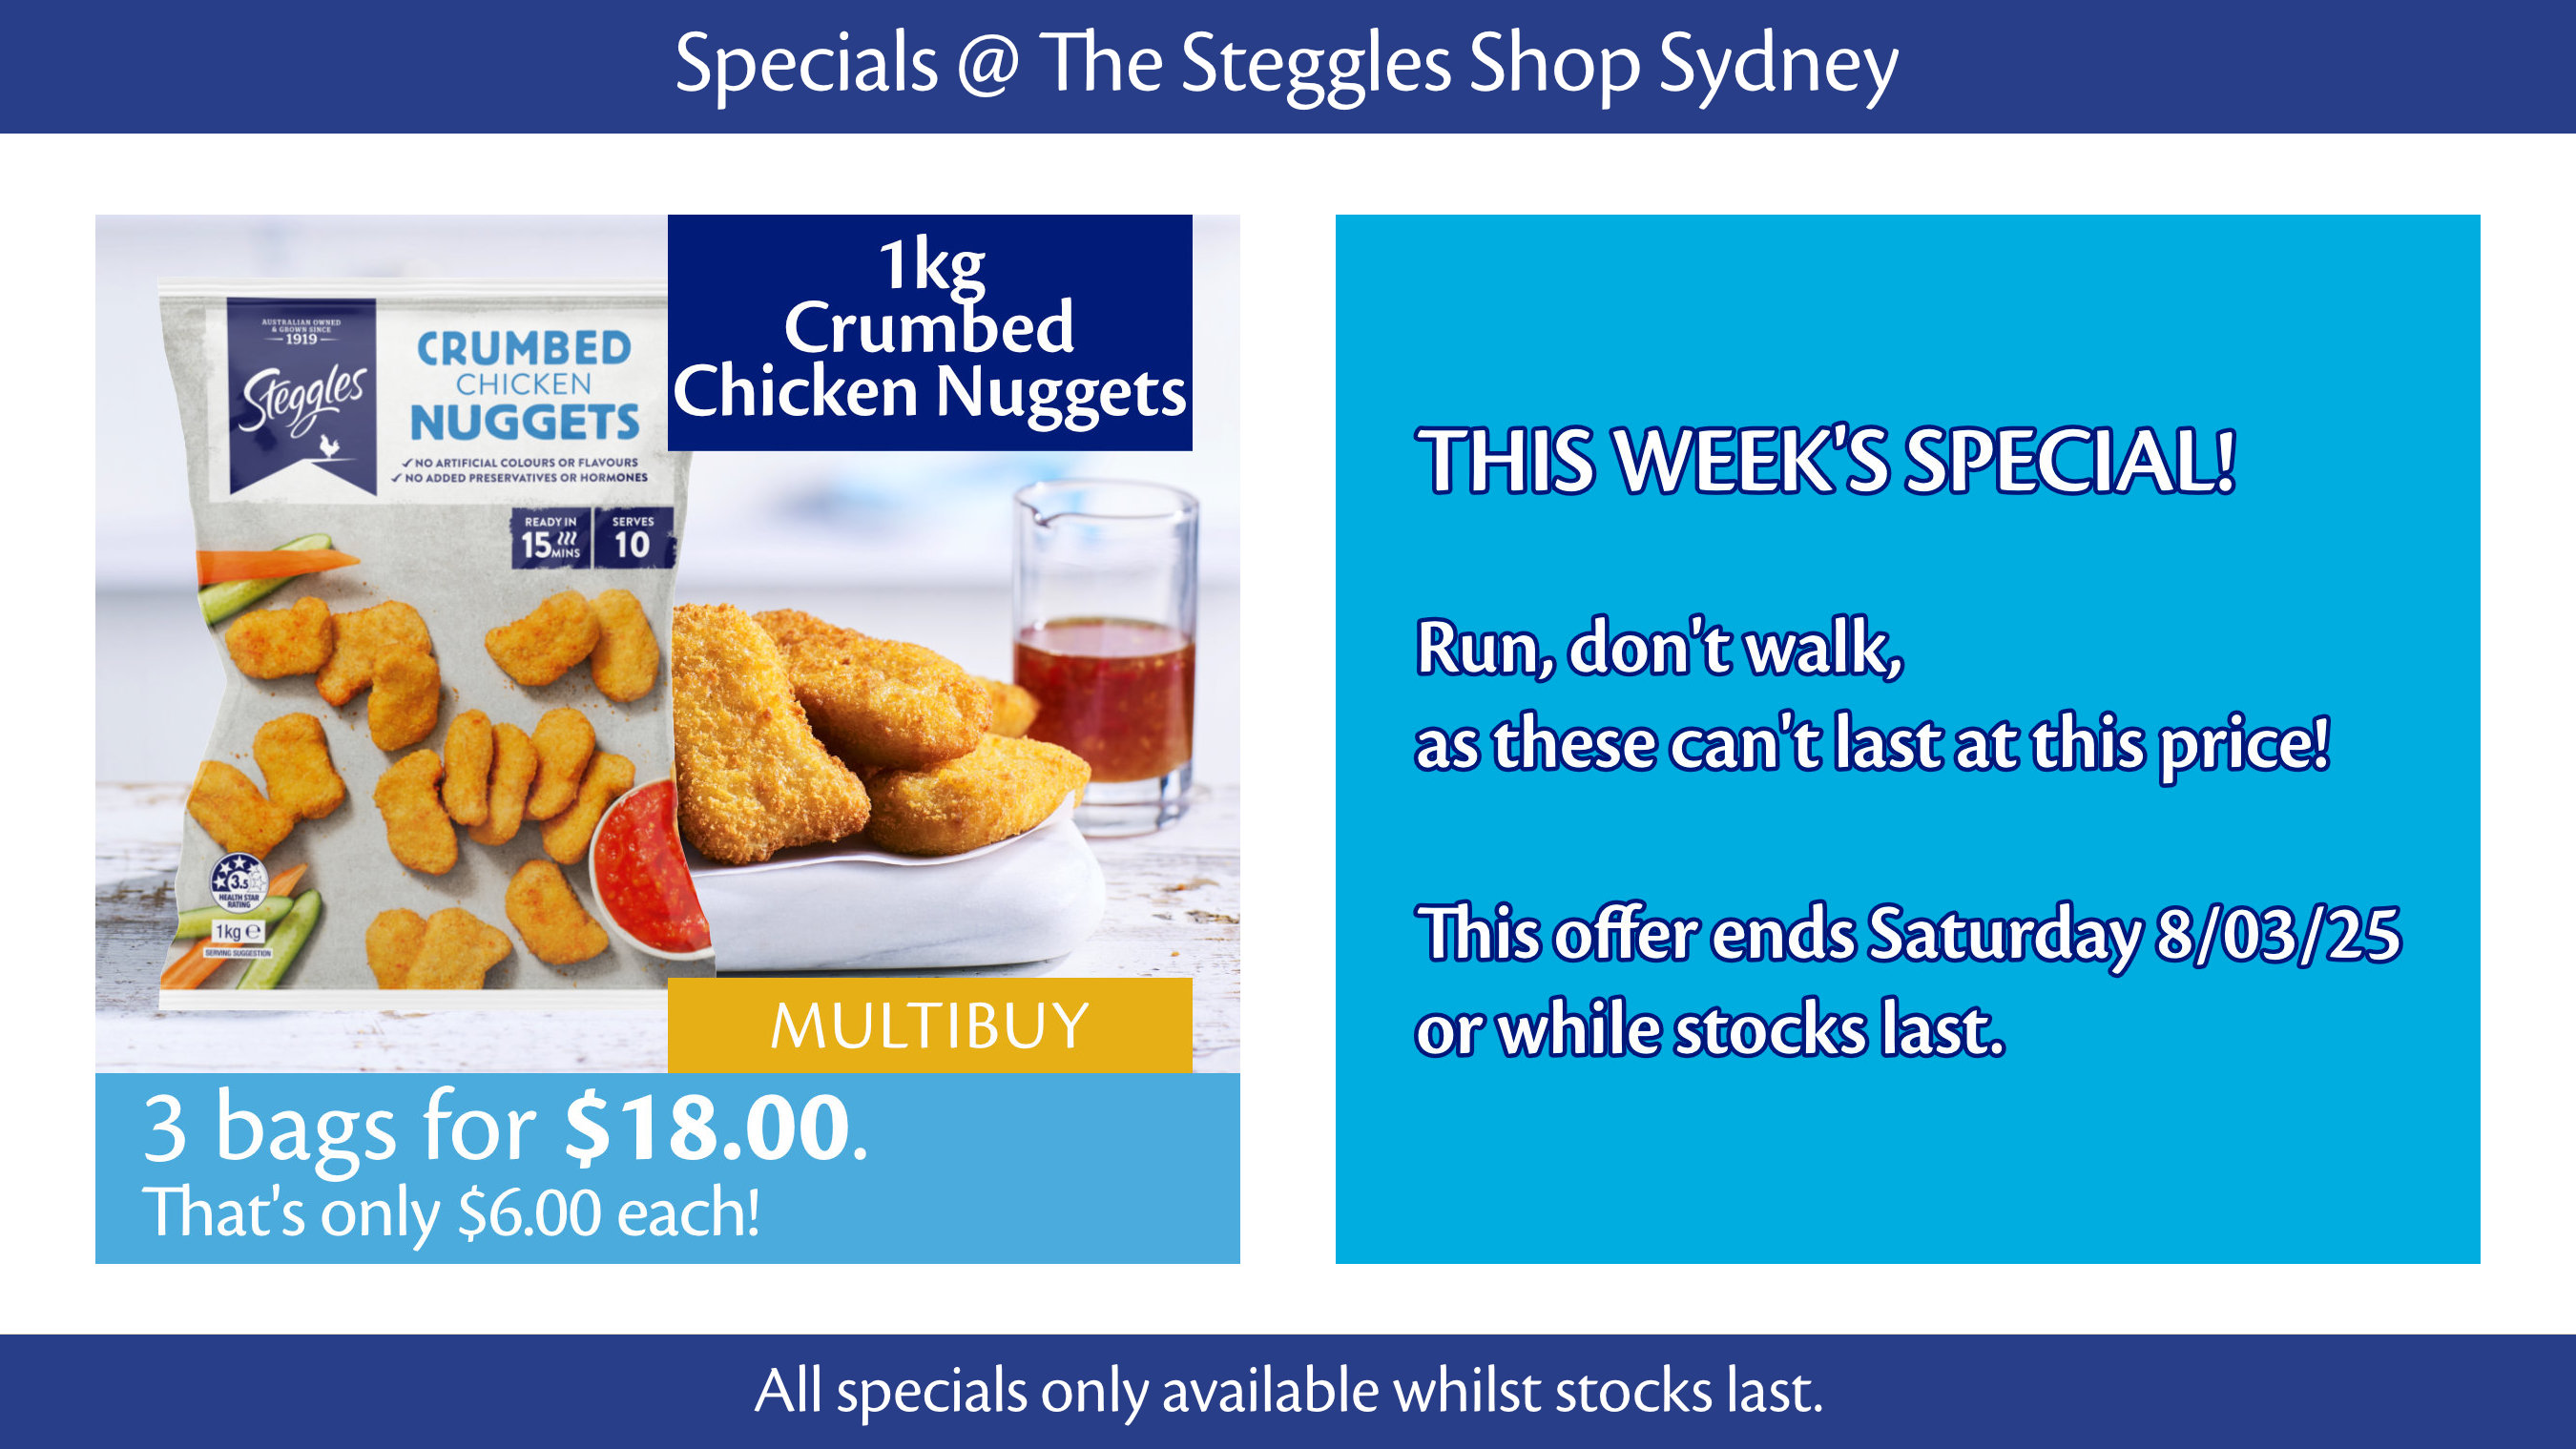 Specials @ The Steggles Shop Sydney
1kg
Crumbed
Chicken Nuggets
AUSTRALIAN OWNED
& GROWN SINCE
1919
Steggles
CRUMBED
CHICKEN
NUGGETS
✓ NO ARTIFICIAL COLOURS OR FLAVOURS
✓ NO ADDED PRESERVATIVES OR HORMONES
READY IN
15 MINS
SERVES
10
3.5
HEALTH STAR
RATING
1kg e
SERVING SUGGESTION
MULTIBUY
3 bags for $18.00.
That's only $6.00 each!
THIS WEEK'S SPECIAL!
Run, don't walk,
as these can't last at this price!
This offer ends Saturday 8/03/25
or while stocks last.
All specials only available whilst stocks last.